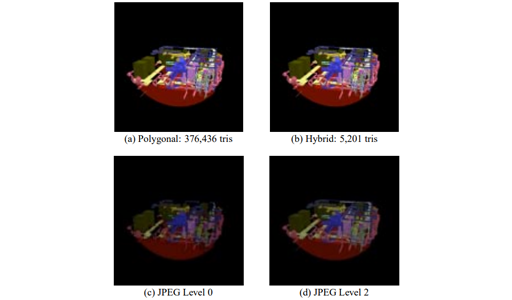 (a) Polygonal: 376,436 tris
(b) Hybrid: 5,201 tris
(c) JPEG Level 0
(d) JPEG Level 2